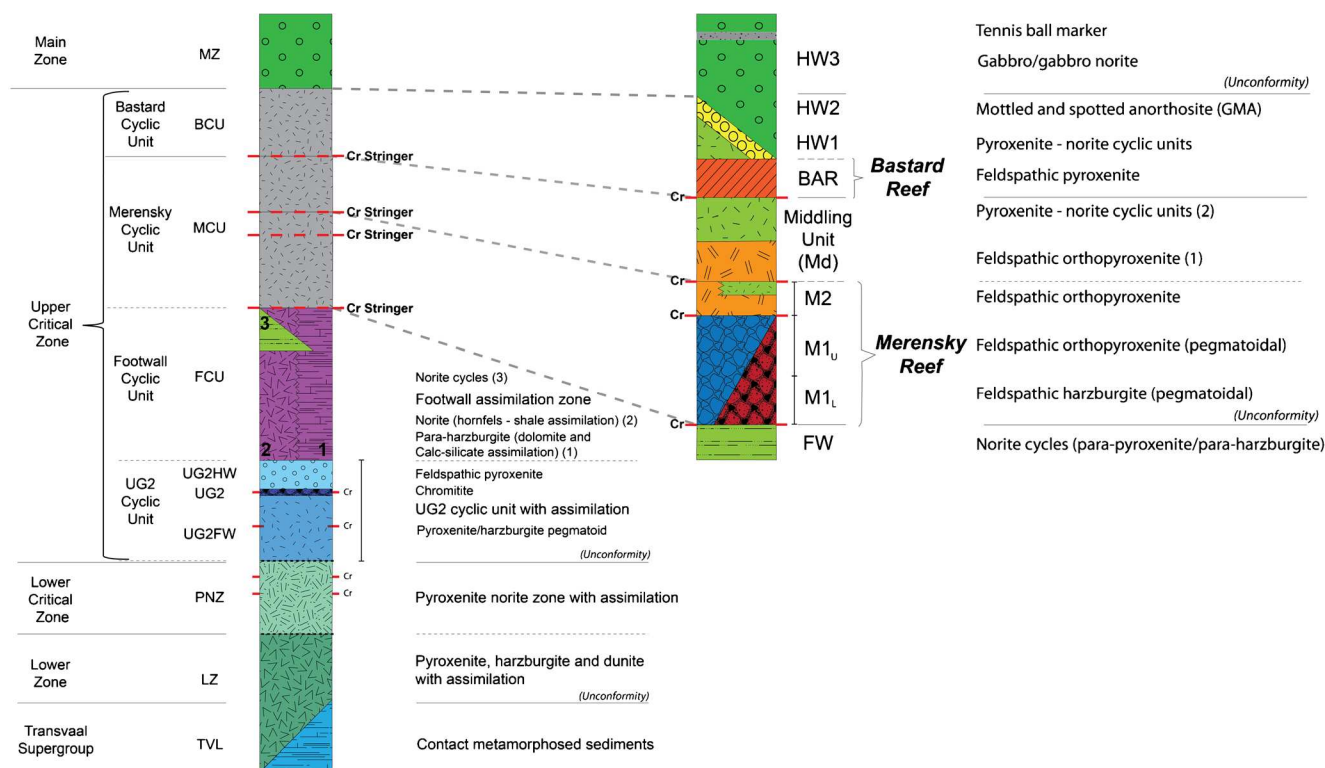 Main
Zone
MZ
Bastard
Cyclic
Unit
BCU
Cr Stringer
Merensky
Cyclic
Unit
MCU
Cr Stringer
Cr Stringer
Upper
Critical
Zone
Cr Stringer
3
Footwall
Cyclic
Unit
FCU
2
1
Norite cycles (3)
Footwall assimilation zone
Norite (hornfels - shale assimilation) (2)
Para-harzburgite (dolomite and
Calc-silicate assimilation) (1)
UG2
Cyclic
Unit
UG2HW
UG2
UG2FW
Cr
Cr
Feldspathic pyroxenite
Chromitite
UG2 cyclic unit with assimilation
Pyroxenite/harzburgite pegmatoid
(Unconformity)
Lower
Critical
Zone
PNZ
Cr
Cr
Pyroxenite norite zone with assimilation
Lower
Zone
LZ
Pyroxenite, harzburgite and dunite
with assimilation
(Unconformity)
Transvaal
Supergroup
TVL
Contact metamorphosed sediments
HW3
Tennis ball marker
Gabbro/gabbro norite
(Unconformity)
HW2
Mottled and spotted anorthosite (GMA)
HW1
Pyroxenite - norite cyclic units
BAR
Bastard
Reef
Feldspathic pyroxenite
Cr
Middling
Unit
(Md)
Pyroxenite - norite cyclic units (2)
Feldspathic orthopyroxenite (1)
Cr
M2
Feldspathic orthopyroxenite
Cr
M1U
Merensky
Reef
Feldspathic orthopyroxenite (pegmatoidal)
M1L
Feldspathic harzburgite (pegmatoidal)
(Unconformity)
Cr
FW
Norite cycles (para-pyroxenite/para-harzburgite)